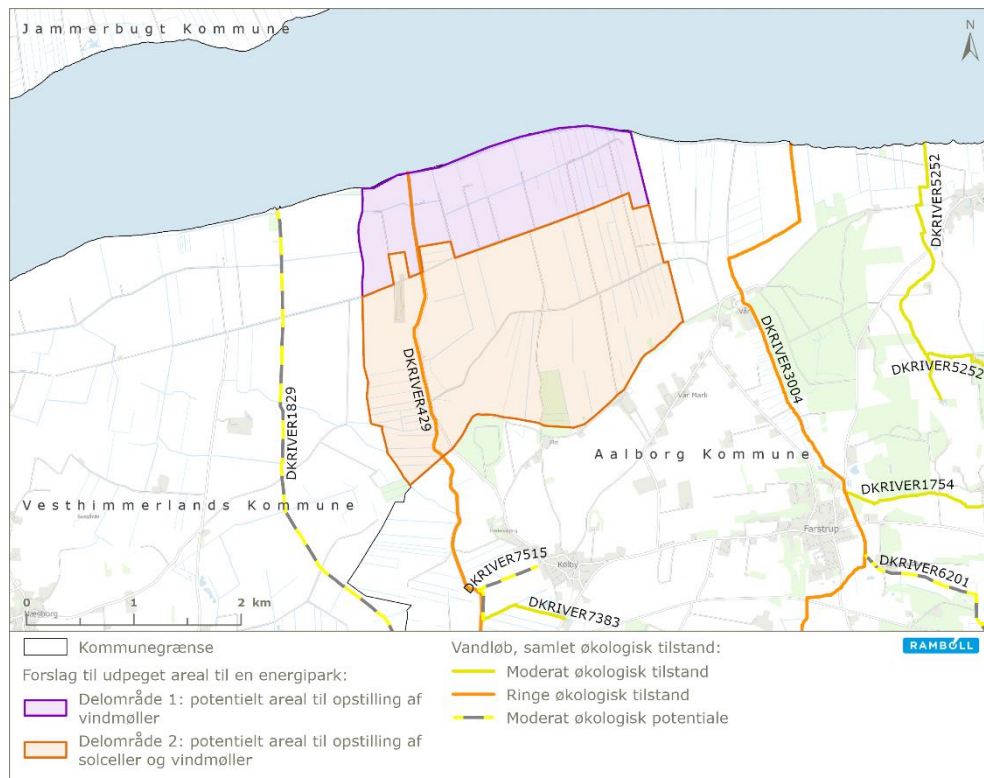 Jammerbugt Kommune
N
DKRIVER5252
DKRIVER3004
Vår
DKRIVER5252
DKRIVER429
DKRIVER1829
Vår Mark
Aalborg Kommune
DKRIVER1754
Vesthimmerlands Kommune
Farstrup
DKRIVER7515
Kølby
DKRIVER6201
DKRIVER7383
0 1 2 km
Kommunegrænse
Forslag til udpeget areal til en energipark:
Delområde 1: potentielt areal til opstilling af
vindmøller
Delområde 2: potentielt areal til opstilling af
solceller og vindmøller
Vandløb, samlet økologisk tilstand:
Moderat økologisk tilstand
Ringe økologisk tilstand
Moderat økologisk potentiale
RAMBOLL